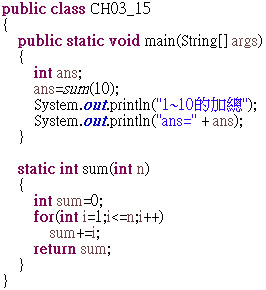 public class CH03_15
{
public static void main(String[] args)
{
int ans;
ans=sum(10);
System.out.println("1~10的加總");
System.out.println("ans=" + ans);
}
static int sum(int n)
{
int sum=0;
for(int i=1;i<=n;i++)
sum+=i;
return sum;
}
}